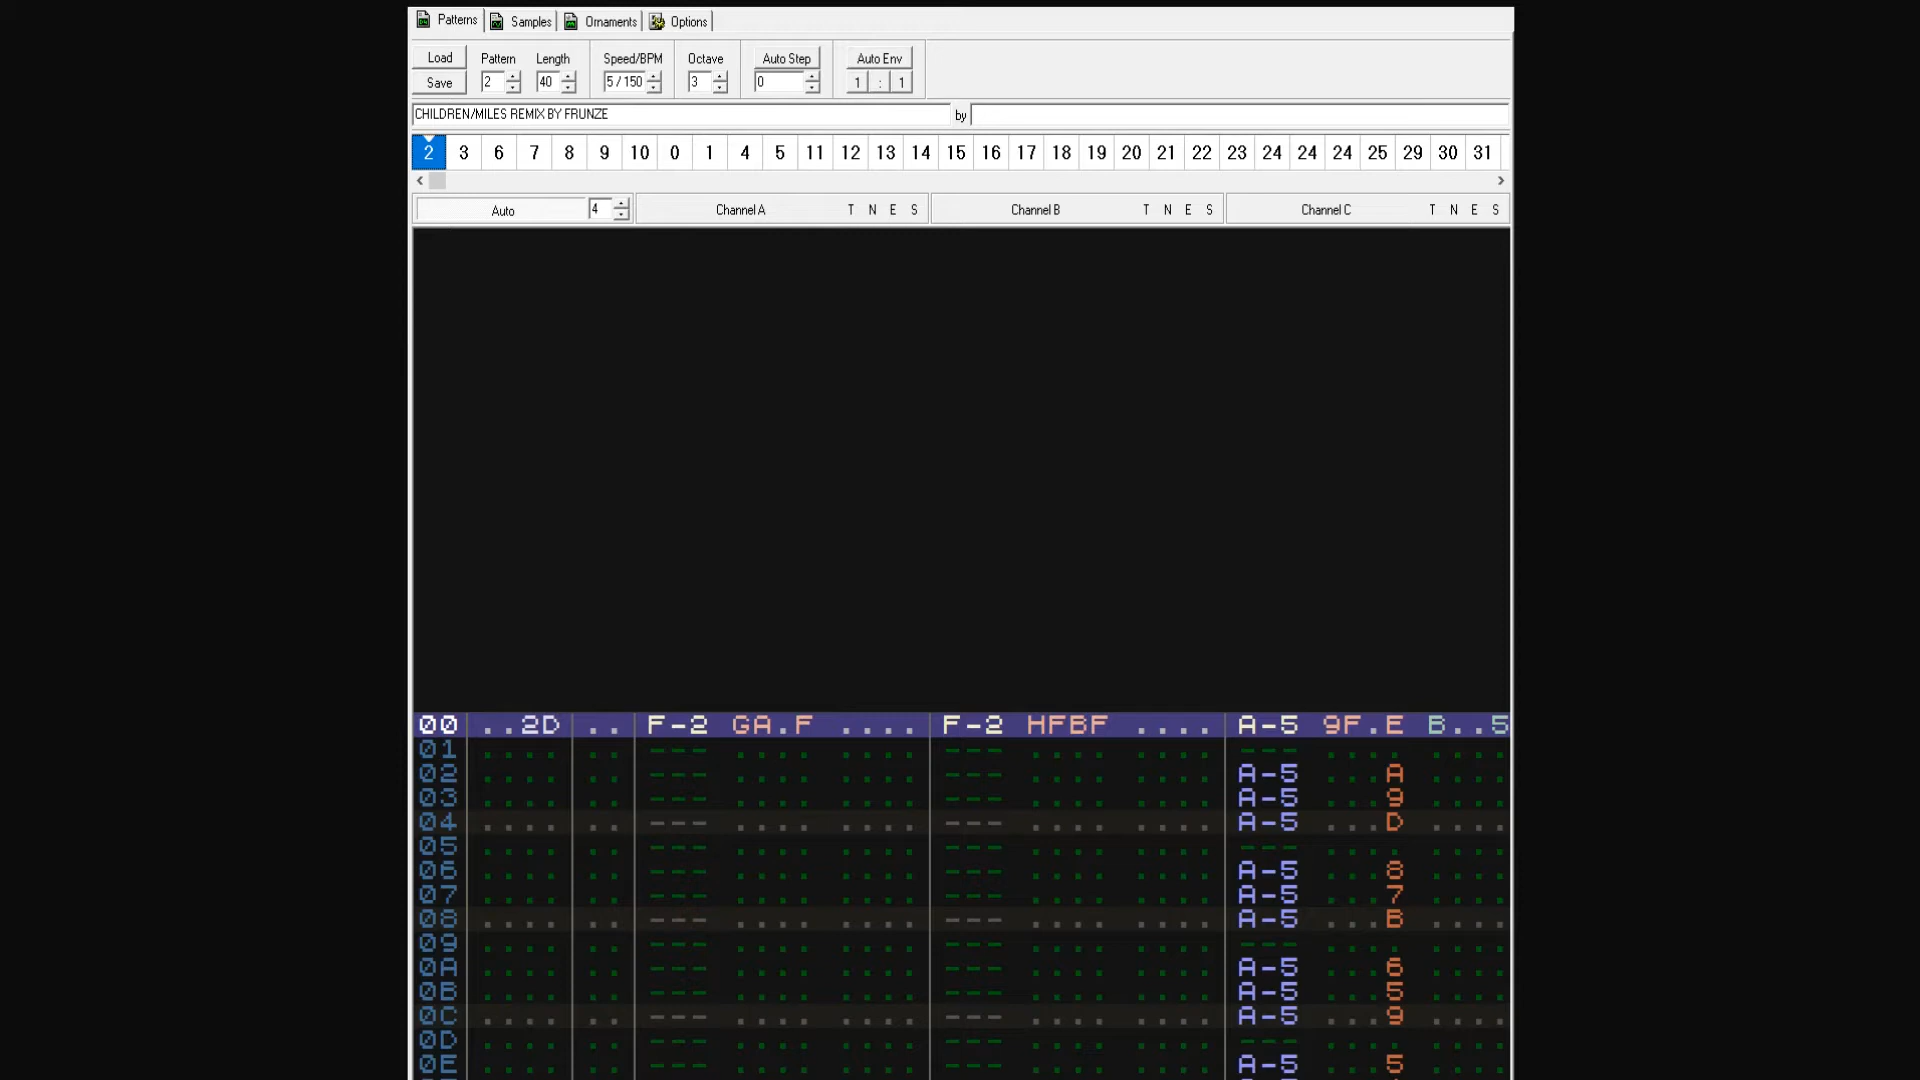 Patterns Samples Ornaments Options
Load Pattern Length Speed/BPM Octave Auto Step Auto Env
Save 2 40 5 / 150 3 0 1 : 1
CHILDREN/MILES REMIX BY FRUNZE by
2 3 6 7 8 9 10 0 1 4 5 11 12 13 14 15 16 17 18 19 20 21 22 23 24 24 24 25 29 30 31
Auto 4 Channel A T N E S Channel B T N E S Channel C T N E S
00 ..2D .. F-2 GA.F .... F-2 HFBF .... A-5 9F.E B..5
01 .... .. --- .... .... --- .... .... --- .... ....
02 .... .. --- .... .... --- .... .... A-5 ...A ....
03 .... .. --- .... .... --- .... .... A-5 ...9 ....
04 .... .. --- .... .... --- .... .... A-5 ...D ....
05 .... .. --- .... .... --- .... .... --- .... ....
06 .... .. --- .... .... --- .... .... A-5 ...8 ....
07 .... .. --- .... .... --- .... .... A-5 ...7 ....
08 .... .. --- .... .... --- .... .... A-5 ...B ....
09 .... .. --- .... .... --- .... .... --- .... ....
0A .... .. --- .... .... --- .... .... A-5 ...6 ....
0B .... .. --- .... .... --- .... .... A-5 ...5 ....
0C .... .. --- .... .... --- .... .... A-5 ...9 ....
0D .... .. --- .... .... --- .... .... --- .... ....
0E .... .. --- .... .... --- .... .... A-5 ...5 ....